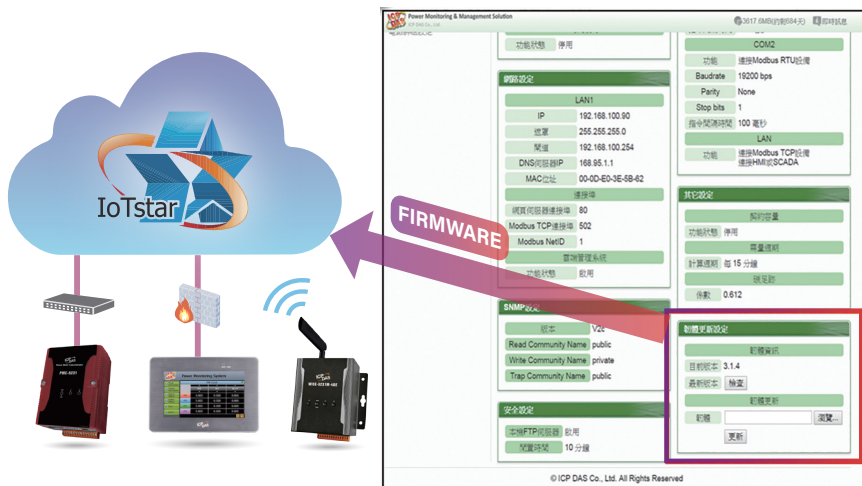 IoTstar
FIRMWARE
ICP DAS
PMC-5231
Power Monitoring System
ICP DAS
Power Monitoring & Management Solution
ICP DAS Co., Ltd.
3617.6MB(約剩684天) 即時訊息
功能狀態 停用
網路設定
LAN1
IP 192.168.100.90
遮罩 255.255.255.0
閘道 192.168.100.254
DNS伺服器IP 168.95.1.1
MAC位址 00-0D-E0-3E-5B-62
連接埠
網頁伺服器連接埠 80
Modbus TCP連接埠 502
Modbus NetID 1
雲端管理系統
功能狀態 啟用
SNMP設定
版本 V2c
Read Community Name public
Write Community Name private
Trap Community Name public
安全設定
本機FTP伺服器 啟用
閒置時間 10 分鐘
COM2
功能 連接Modbus RTU設備
Baudrate 19200 bps
Parity None
Stop bits 1
指令間隔時間 100 毫秒
LAN
功能 連接Modbus TCP設備
連接HMI或SCADA
其它設定
契約容量
功能狀態 停用
需量週期
計算週期 每 15 分鐘
碳足跡
係數 0.612
韌體更新設定
韌體資訊
目前版本 3.1.4
最新版本 檢查
韌體更新
韌體 瀏覽...
更新
© ICP DAS Co., Ltd. All Rights Reserved